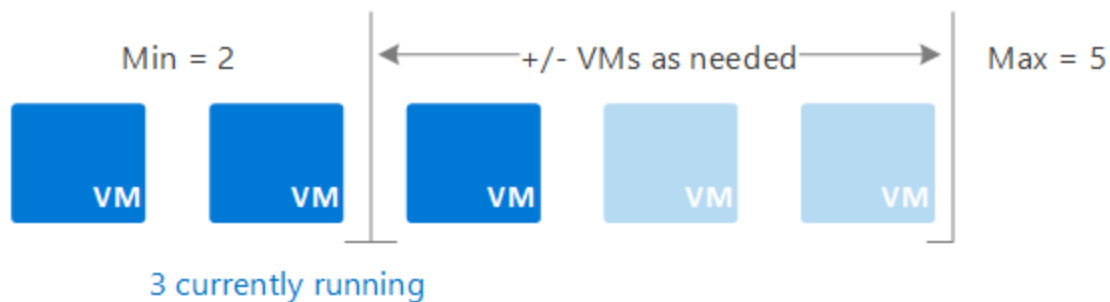 Min = 2
+/- VMs as needed
Max = 5
VM
VM
VM
VM
VM
3 currently running